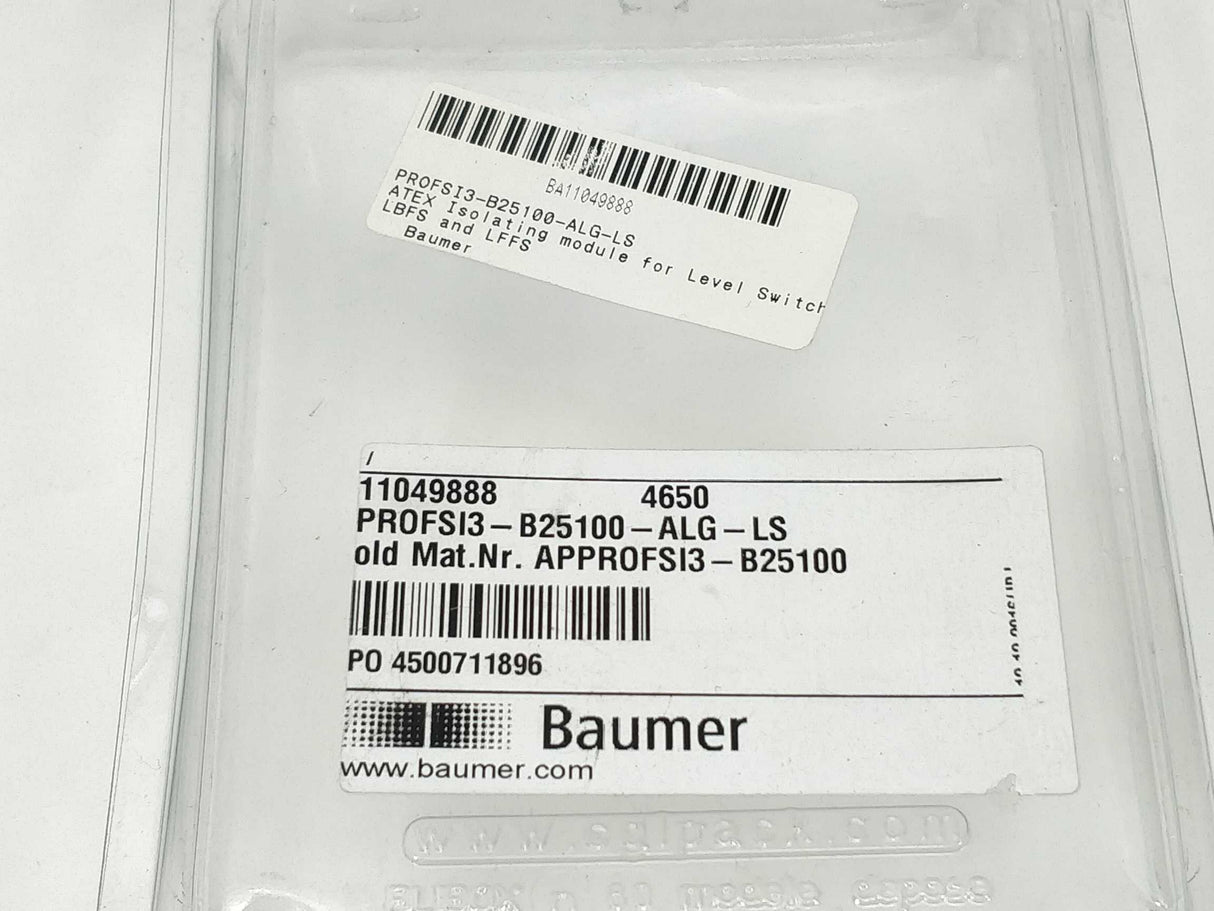 BA11049888
PROFSI3-B25100-ALG-LS
ATEX Isolating module for Level Switch
LBFS and LFFS
Baumer
/
11049888 4650
PROFSI3-B25100-ALG-LS
old Mat.Nr. APPROFSI3-B25100
PO 4500711896
Baumer
www.baumer.com